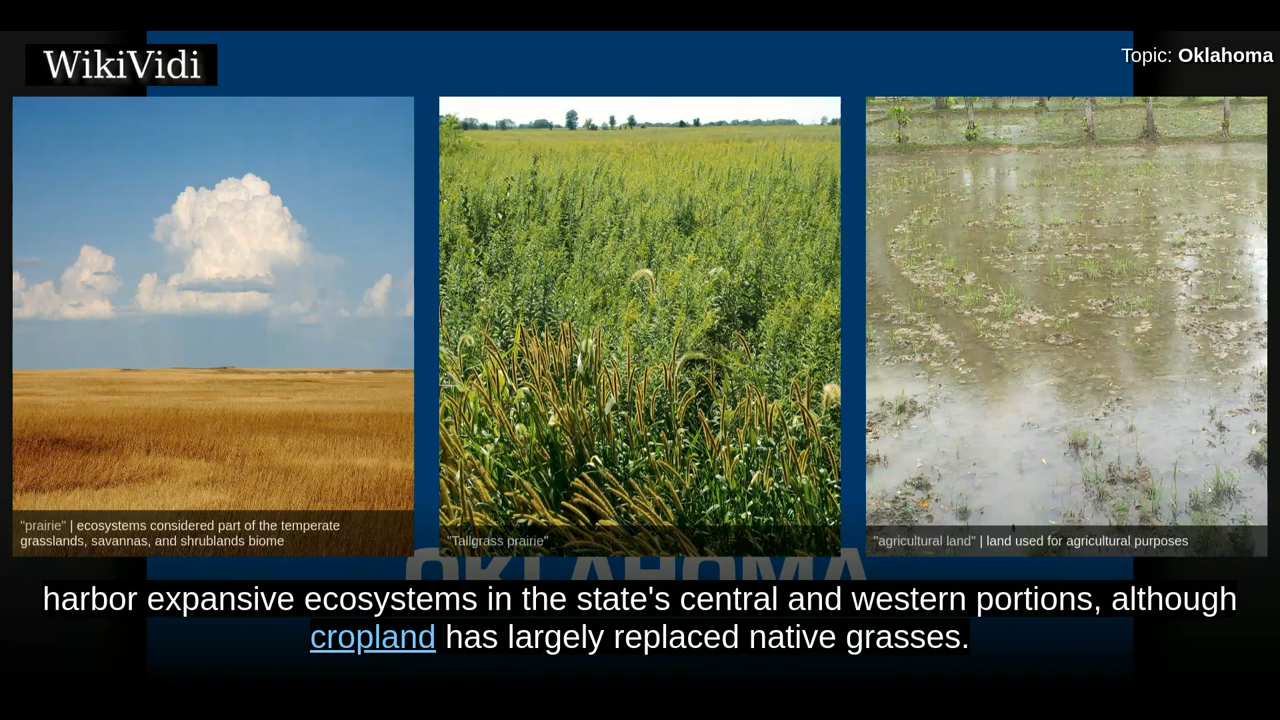 WikiVidi
Topic: Oklahoma
"prairie" | ecosystems considered part of the temperate
grasslands, savannas, and shrublands biome
"Tallgrass prairie"
"agricultural land" | land used for agricultural purposes
OKLAHOMA
harbor expansive ecosystems in the state's central and western portions, although
cropland has largely replaced native grasses.